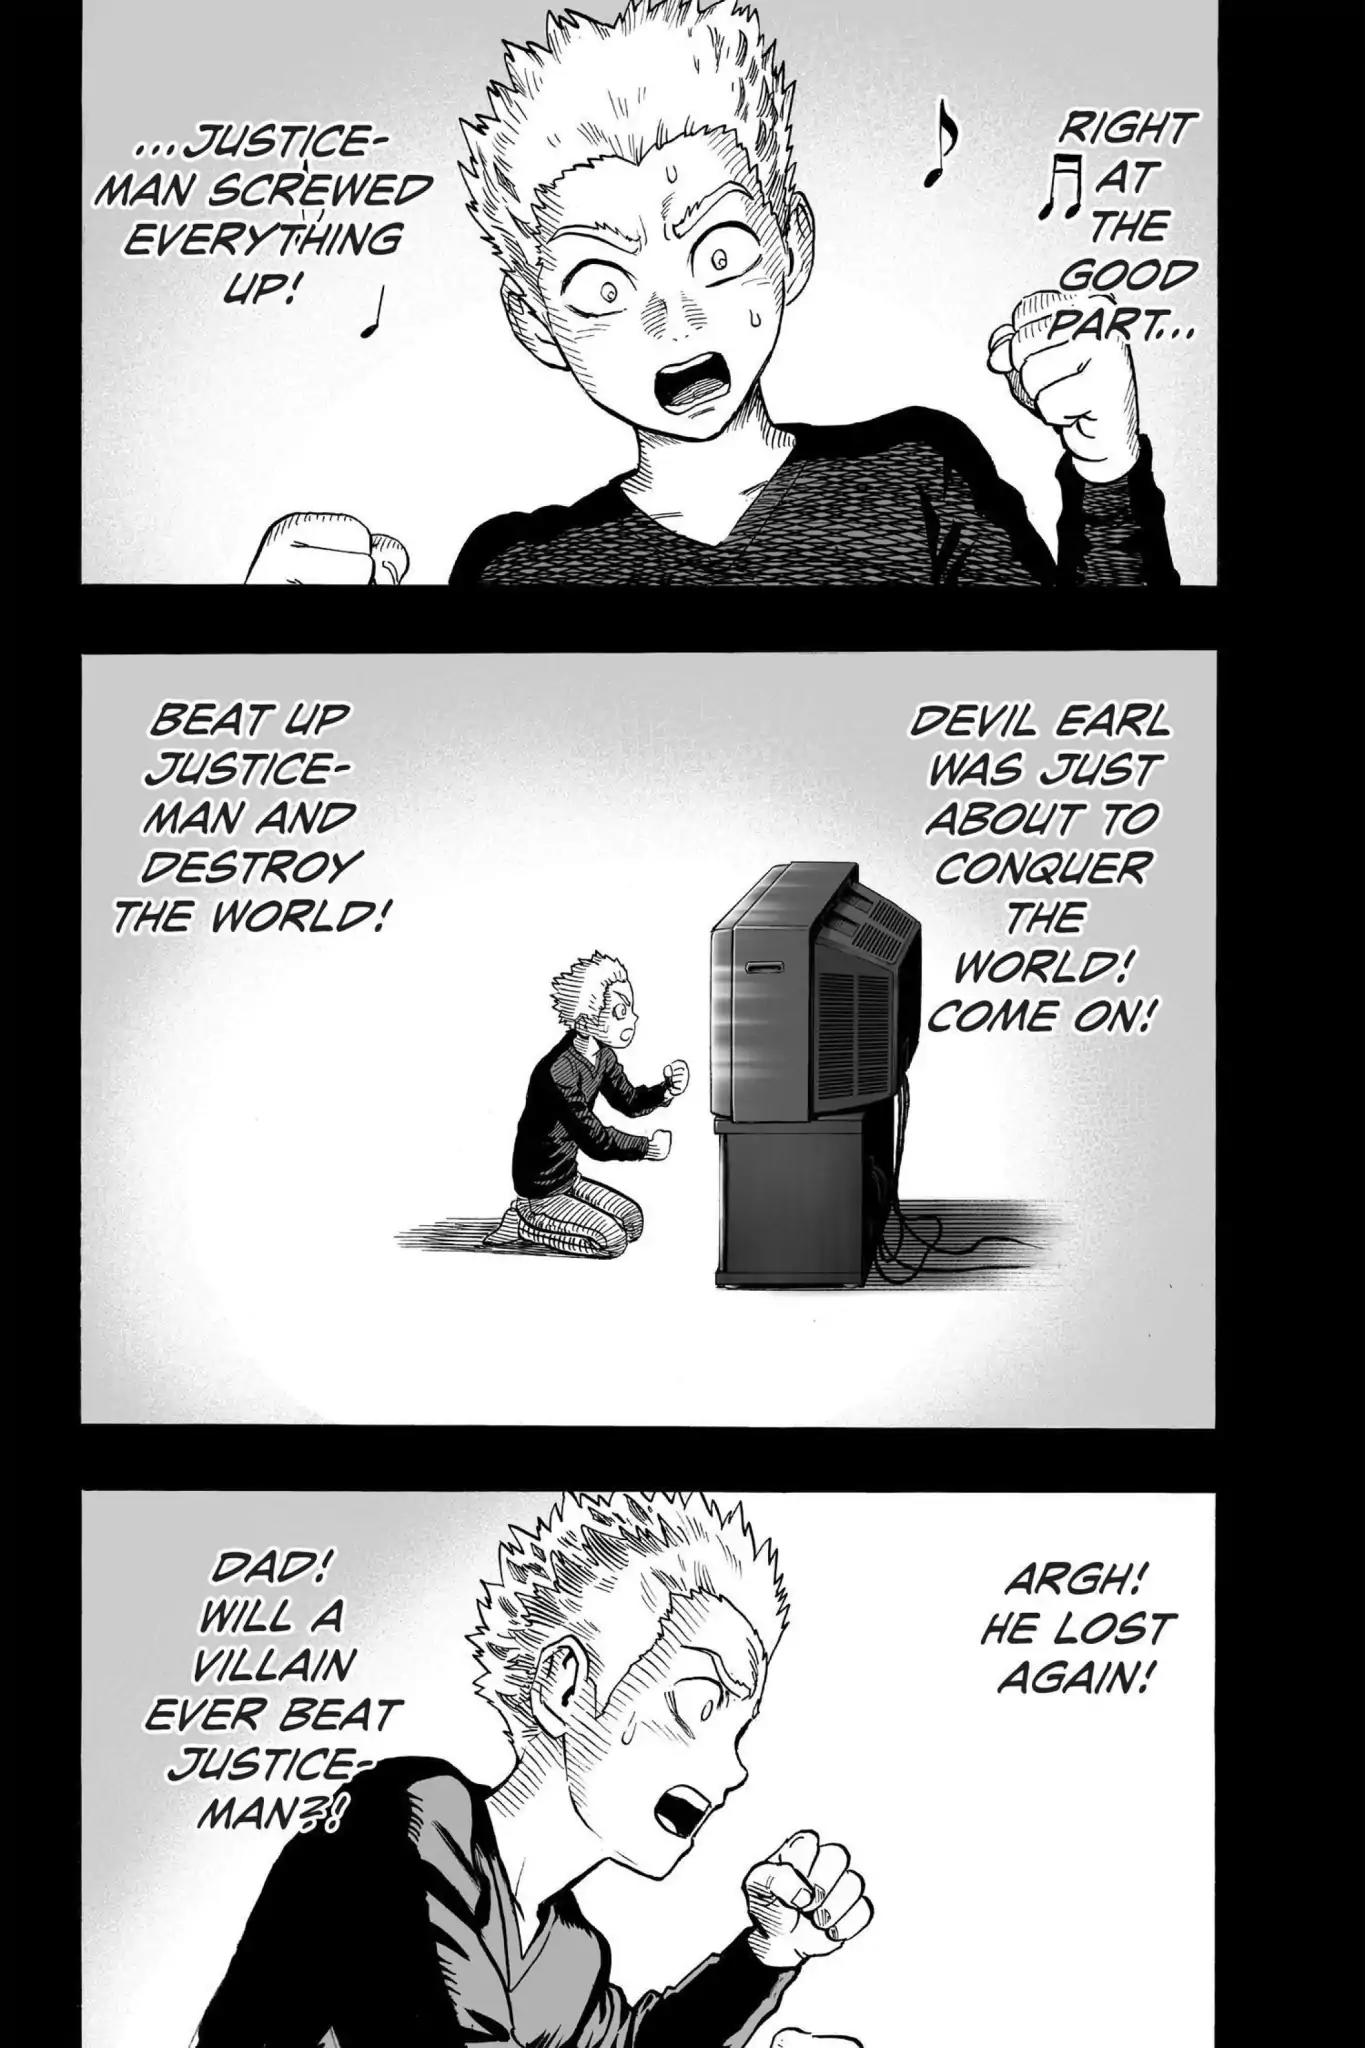 RIGHT
AT
THE
GOOD
PART...
...JUSTICE-
MAN SCREWED
EVERYTHING
UP!
DEVIL EARL
WAS JUST
ABOUT TO
CONQUER
THE
WORLD!
COME ON!
BEAT UP
JUSTICE-
MAN AND
DESTROY
THE WORLD!
ARGH!
HE LOST
AGAIN!
DAD!
WILL A
VILLAIN
EVER BEAT
JUSTICE-
MAN?!